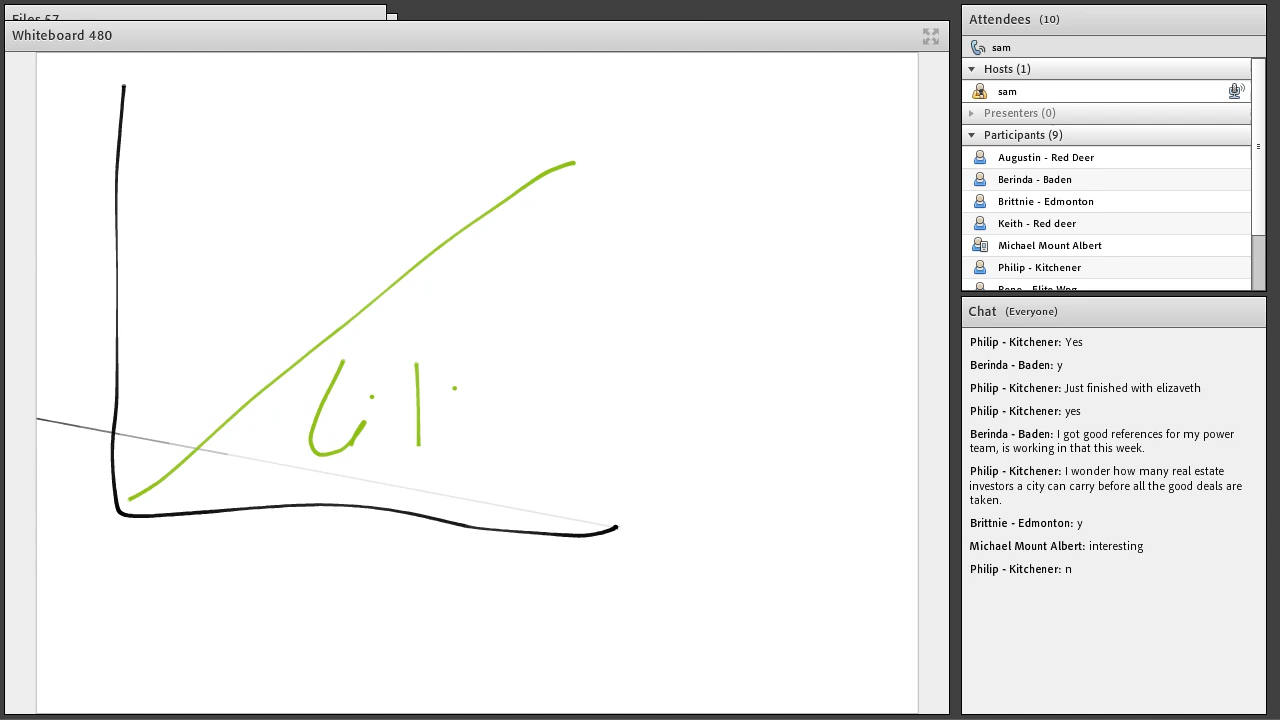 Files 57
Whiteboard 480
Attendees (10)
sam
Hosts (1)
sam
Presenters (0)
Participants (9)
Augustin - Red Deer
Berinda - Baden
Brittnie - Edmonton
Keith - Red deer
Michael Mount Albert
Philip - Kitchener
Rene - Elite Wpg
Chat (Everyone)
Philip - Kitchener: Yes
Berinda - Baden: y
Philip - Kitchener: Just finished with elizaveth
Philip - Kitchener: yes
Berinda - Baden: I got good references for my power
team, is working in that this week.
Philip - Kitchener: I wonder how many real estate
investors a city can carry before all the good deals are
taken.
Brittnie - Edmonton: y
Michael Mount Albert: interesting
Philip - Kitchener: n